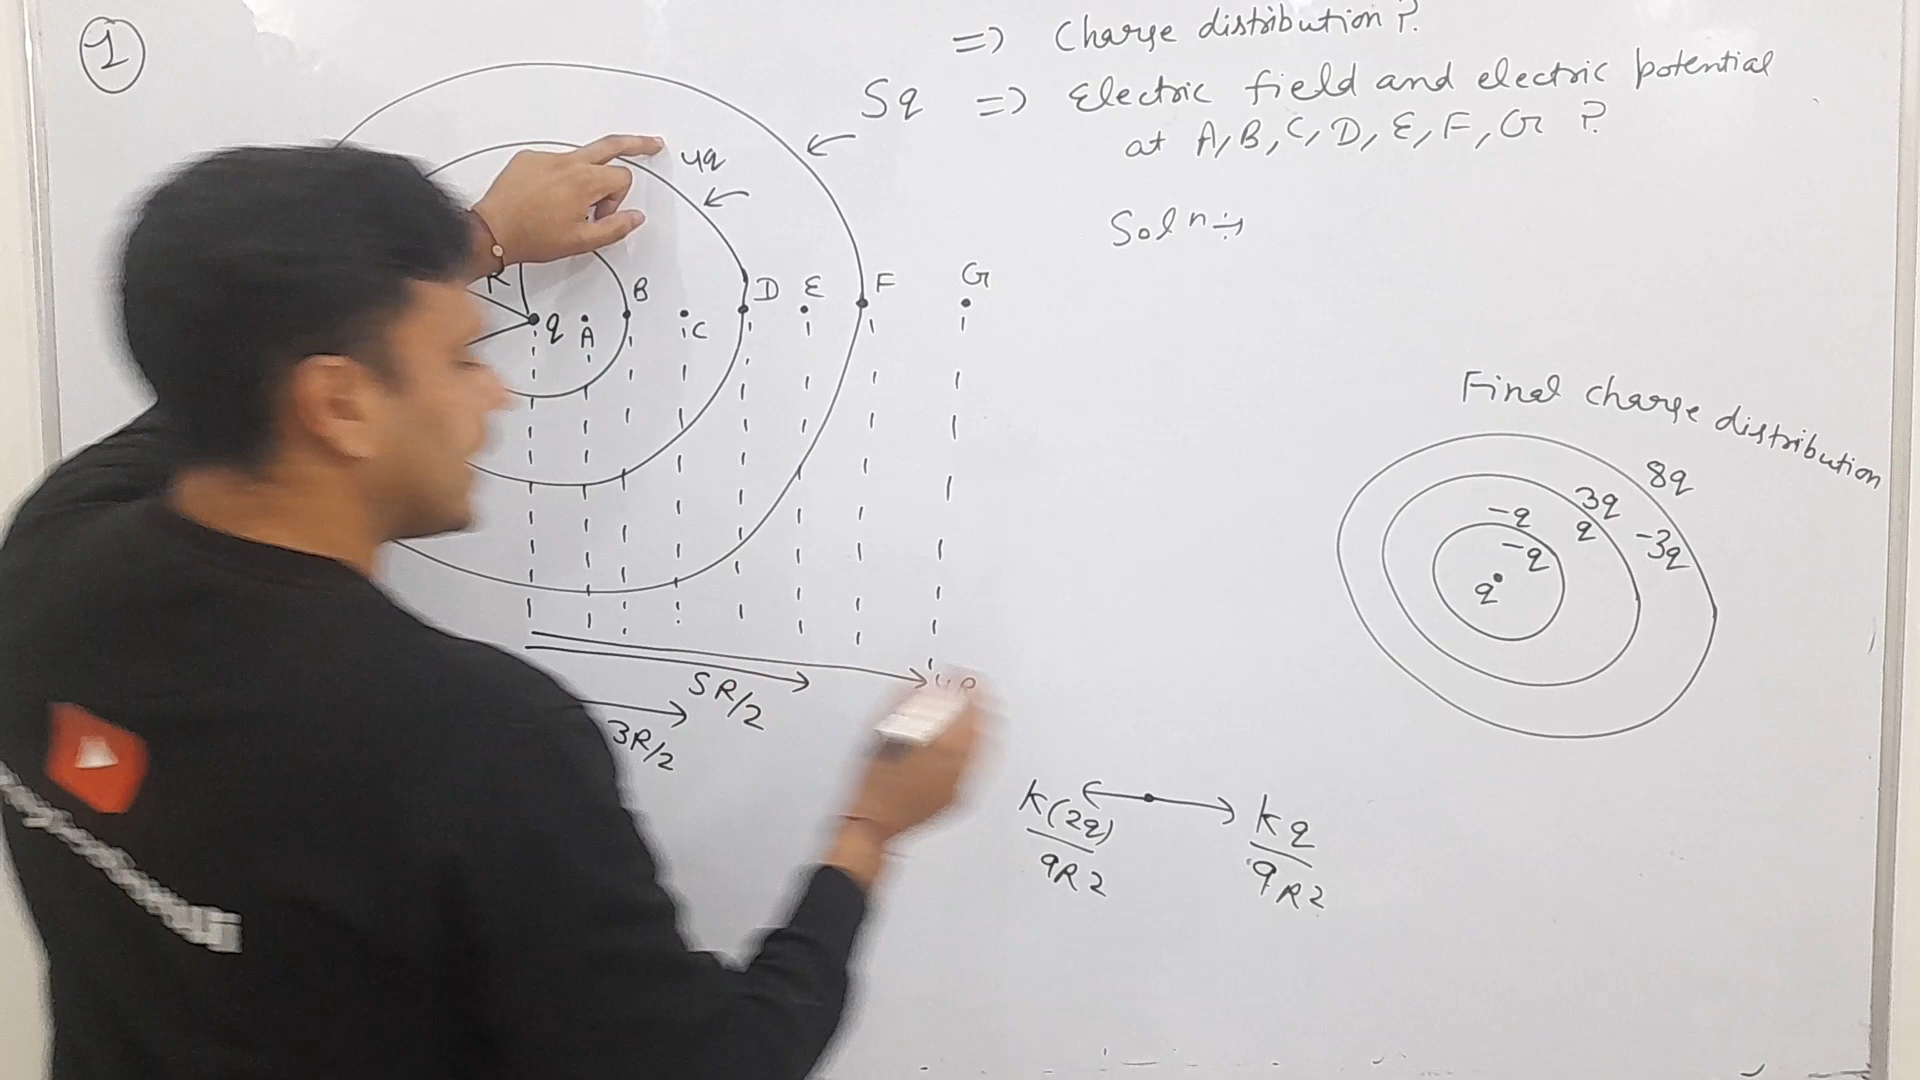 1
=> Charge distribution?
5q => Electric field and electric potential
at A, B, C, D, E, F, G ?
Solⁿ÷
4q
R
q
A
B
C
D
E
F
G
5R/2
3R/2
Final charge distribution
8q
3q
-q
q
-3q
-q
q
k(2q)
9R2
kq
9R2